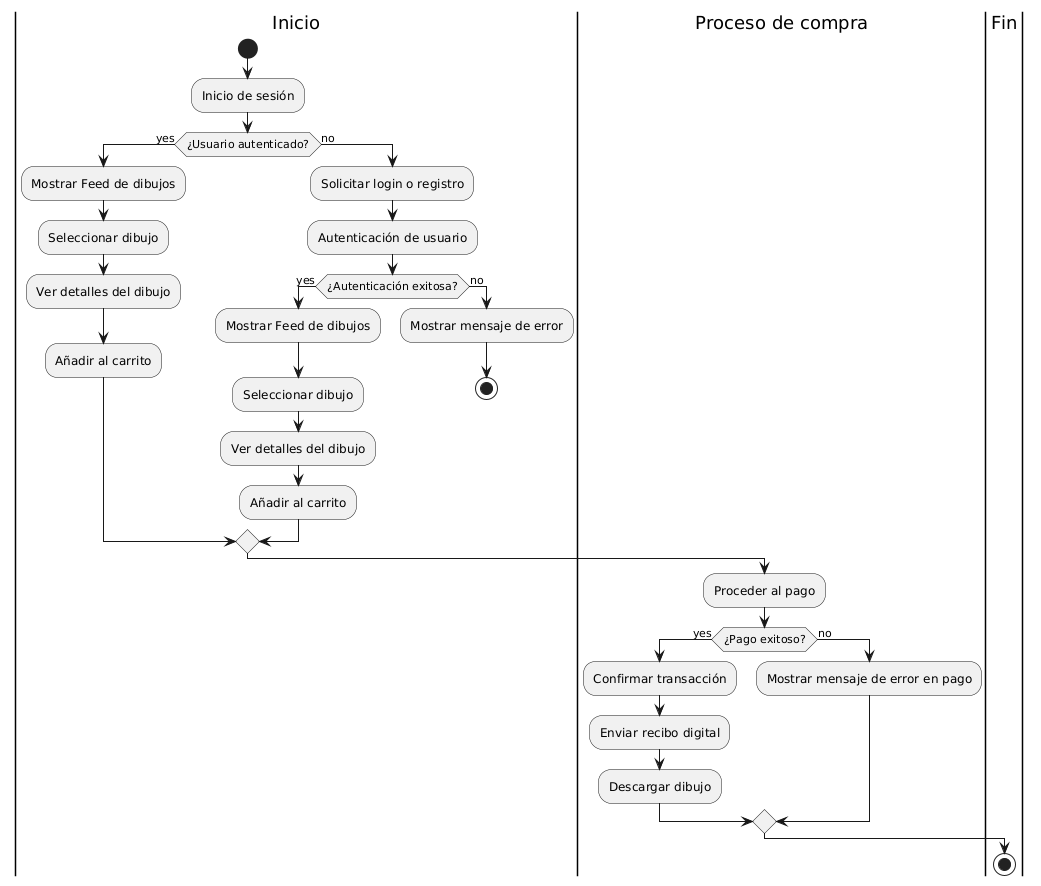 Inicio
Proceso de compra
Fin
Inicio de sesión
¿Usuario autenticado?
yes
no
Mostrar Feed de dibujos
Seleccionar dibujo
Ver detalles del dibujo
Añadir al carrito
Solicitar login o registro
Autenticación de usuario
¿Autenticación exitosa?
yes
no
Mostrar Feed de dibujos
Seleccionar dibujo
Ver detalles del dibujo
Añadir al carrito
Mostrar mensaje de error
Proceder al pago
¿Pago exitoso?
yes
no
Confirmar transacción
Enviar recibo digital
Descargar dibujo
Mostrar mensaje de error en pago